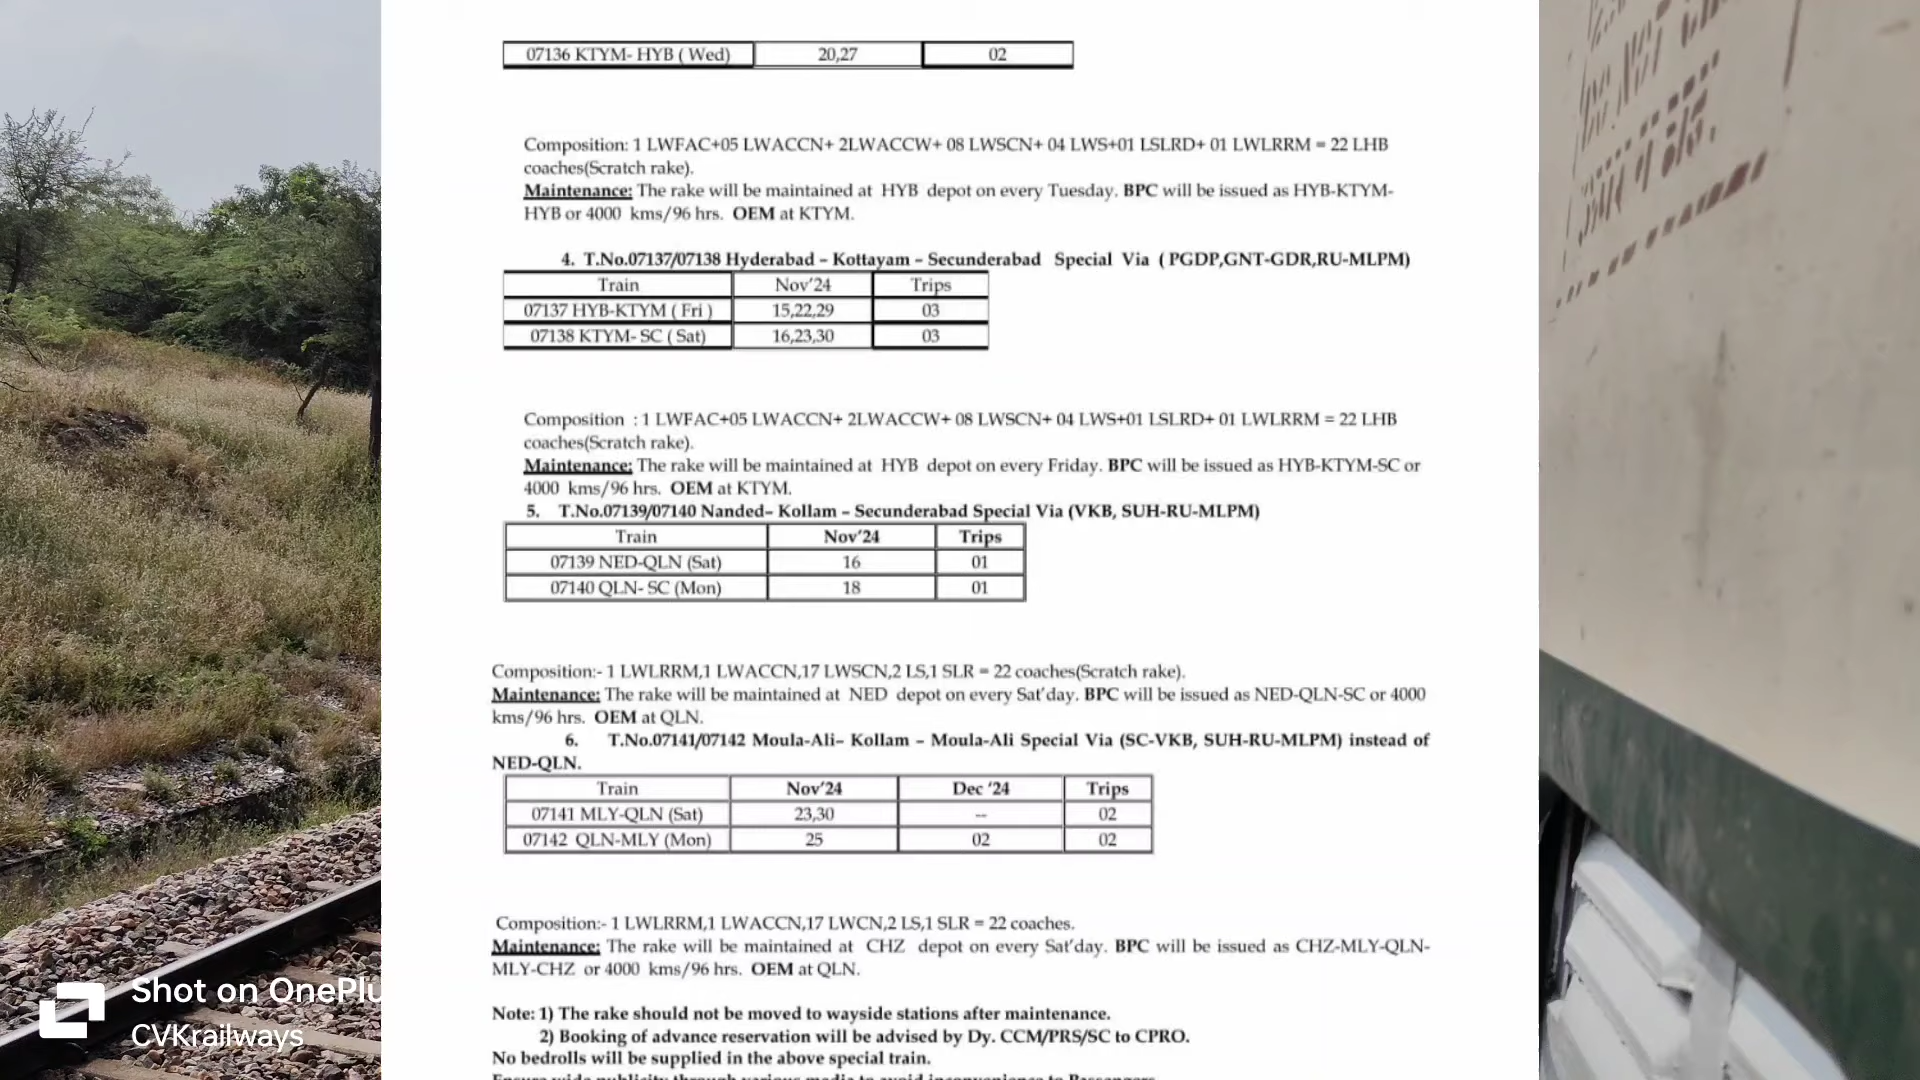 07136 KTYM- HYB ( Wed) 20,27 02
Composition: 1 LWFAC+05 LWACCN+ 2LWACCW+ 08 LWSCN+ 04 LWS+01 LSLRD+ 01 LWLRRM = 22 LHB
coaches(Scratch rake).
Maintenance: The rake will be maintained at HYB depot on every Tuesday. BPC will be issued as HYB-KTYM-
HYB or 4000 kms/96 hrs. OEM at KTYM.
4. T.No.07137/07138 Hyderabad – Kottayam – Secunderabad Special Via ( PGDP,GNT-GDR,RU-MLPM)
Train Nov'24 Trips
07137 HYB-KTYM ( Fri ) 15,22,29 03
07138 KTYM- SC ( Sat) 16,23,30 03
Composition : 1 LWFAC+05 LWACCN+ 2LWACCW+ 08 LWSCN+ 04 LWS+01 LSLRD+ 01 LWLRRM = 22 LHB
coaches(Scratch rake).
Maintenance: The rake will be maintained at HYB depot on every Friday. BPC will be issued as HYB-KTYM-SC or
4000 kms/96 hrs. OEM at KTYM.
5. T.No.07139/07140 Nanded– Kollam – Secunderabad Special Via (VKB, SUH-RU-MLPM)
Train Nov'24 Trips
07139 NED-QLN (Sat) 16 01
07140 QLN- SC (Mon) 18 01
Composition:- 1 LWLRRM,1 LWACCN,17 LWSCN,2 LS,1 SLR = 22 coaches(Scratch rake).
Maintenance: The rake will be maintained at NED depot on every Sat'day. BPC will be issued as NED-QLN-SC or 4000
kms/96 hrs. OEM at QLN.
6. T.No.07141/07142 Moula-Ali– Kollam – Moula-Ali Special Via (SC-VKB, SUH-RU-MLPM) instead of
NED-QLN.
Train Nov'24 Dec '24 Trips
07141 MLY-QLN (Sat) 23,30 -- 02
07142 QLN-MLY (Mon) 25 02 02
Composition:- 1 LWLRRM,1 LWACCN,17 LWCN,2 LS,1 SLR = 22 coaches.
Maintenance: The rake will be maintained at CHZ depot on every Sat'day. BPC will be issued as CHZ-MLY-QLN-
MLY-CHZ or 4000 kms/96 hrs. OEM at QLN.
Note: 1) The rake should not be moved to wayside stations after maintenance.
2) Booking of advance reservation will be advised by Dy. CCM/PRS/SC to CPRO.
No bedrolls will be supplied in the above special train.
Ensure wide publicity through various media to avoid inconvenience to Passengers
Shot on OnePlu
CVKrailways